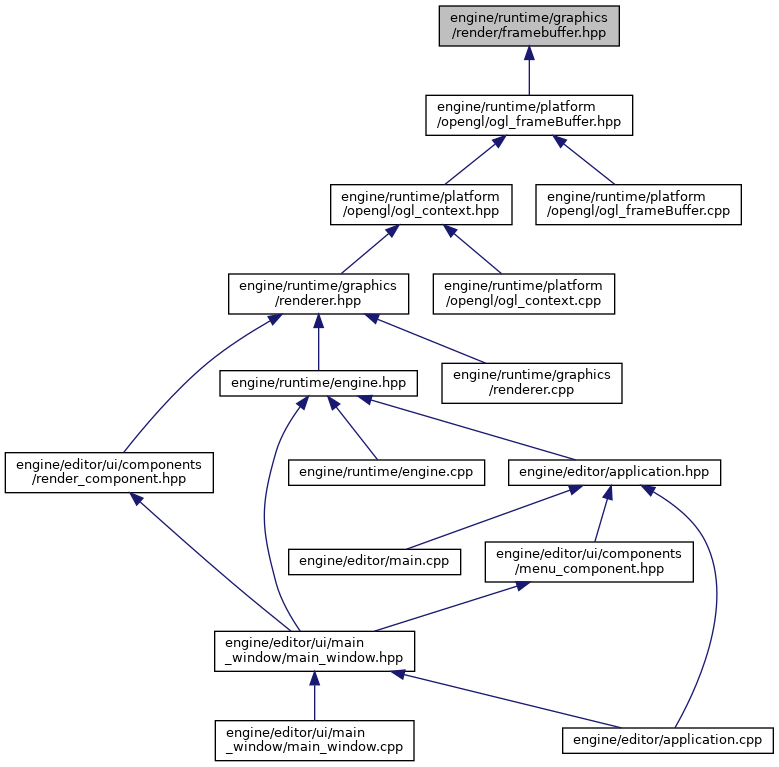 engine/runtime/graphics
/render/framebuffer.hpp
engine/runtime/platform
/opengl/ogl_frameBuffer.hpp
engine/runtime/platform
/opengl/ogl_context.hpp
engine/runtime/platform
/opengl/ogl_frameBuffer.cpp
engine/runtime/graphics
/renderer.hpp
engine/runtime/platform
/opengl/ogl_context.cpp
engine/runtime/engine.hpp
engine/runtime/graphics
/renderer.cpp
engine/editor/ui/components
/render_component.hpp
engine/runtime/engine.cpp
engine/editor/application.hpp
engine/editor/main.cpp
engine/editor/ui/components
/menu_component.hpp
engine/editor/ui/main
_window/main_window.hpp
engine/editor/ui/main
_window/main_window.cpp
engine/editor/application.cpp